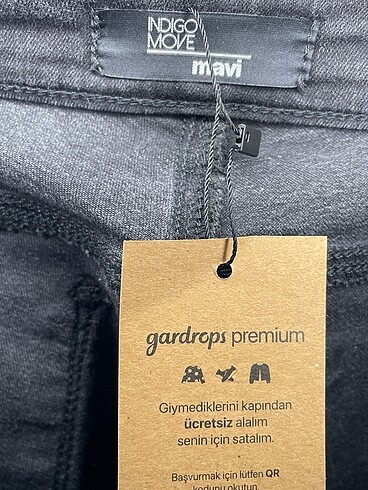 INDIGO
MOVE
mavi
gardrops premium
Giymediklerini kapından
ücretsiz alalım
senin için satalım.
Başvurmak için lütfen QR
kodunu okutun.